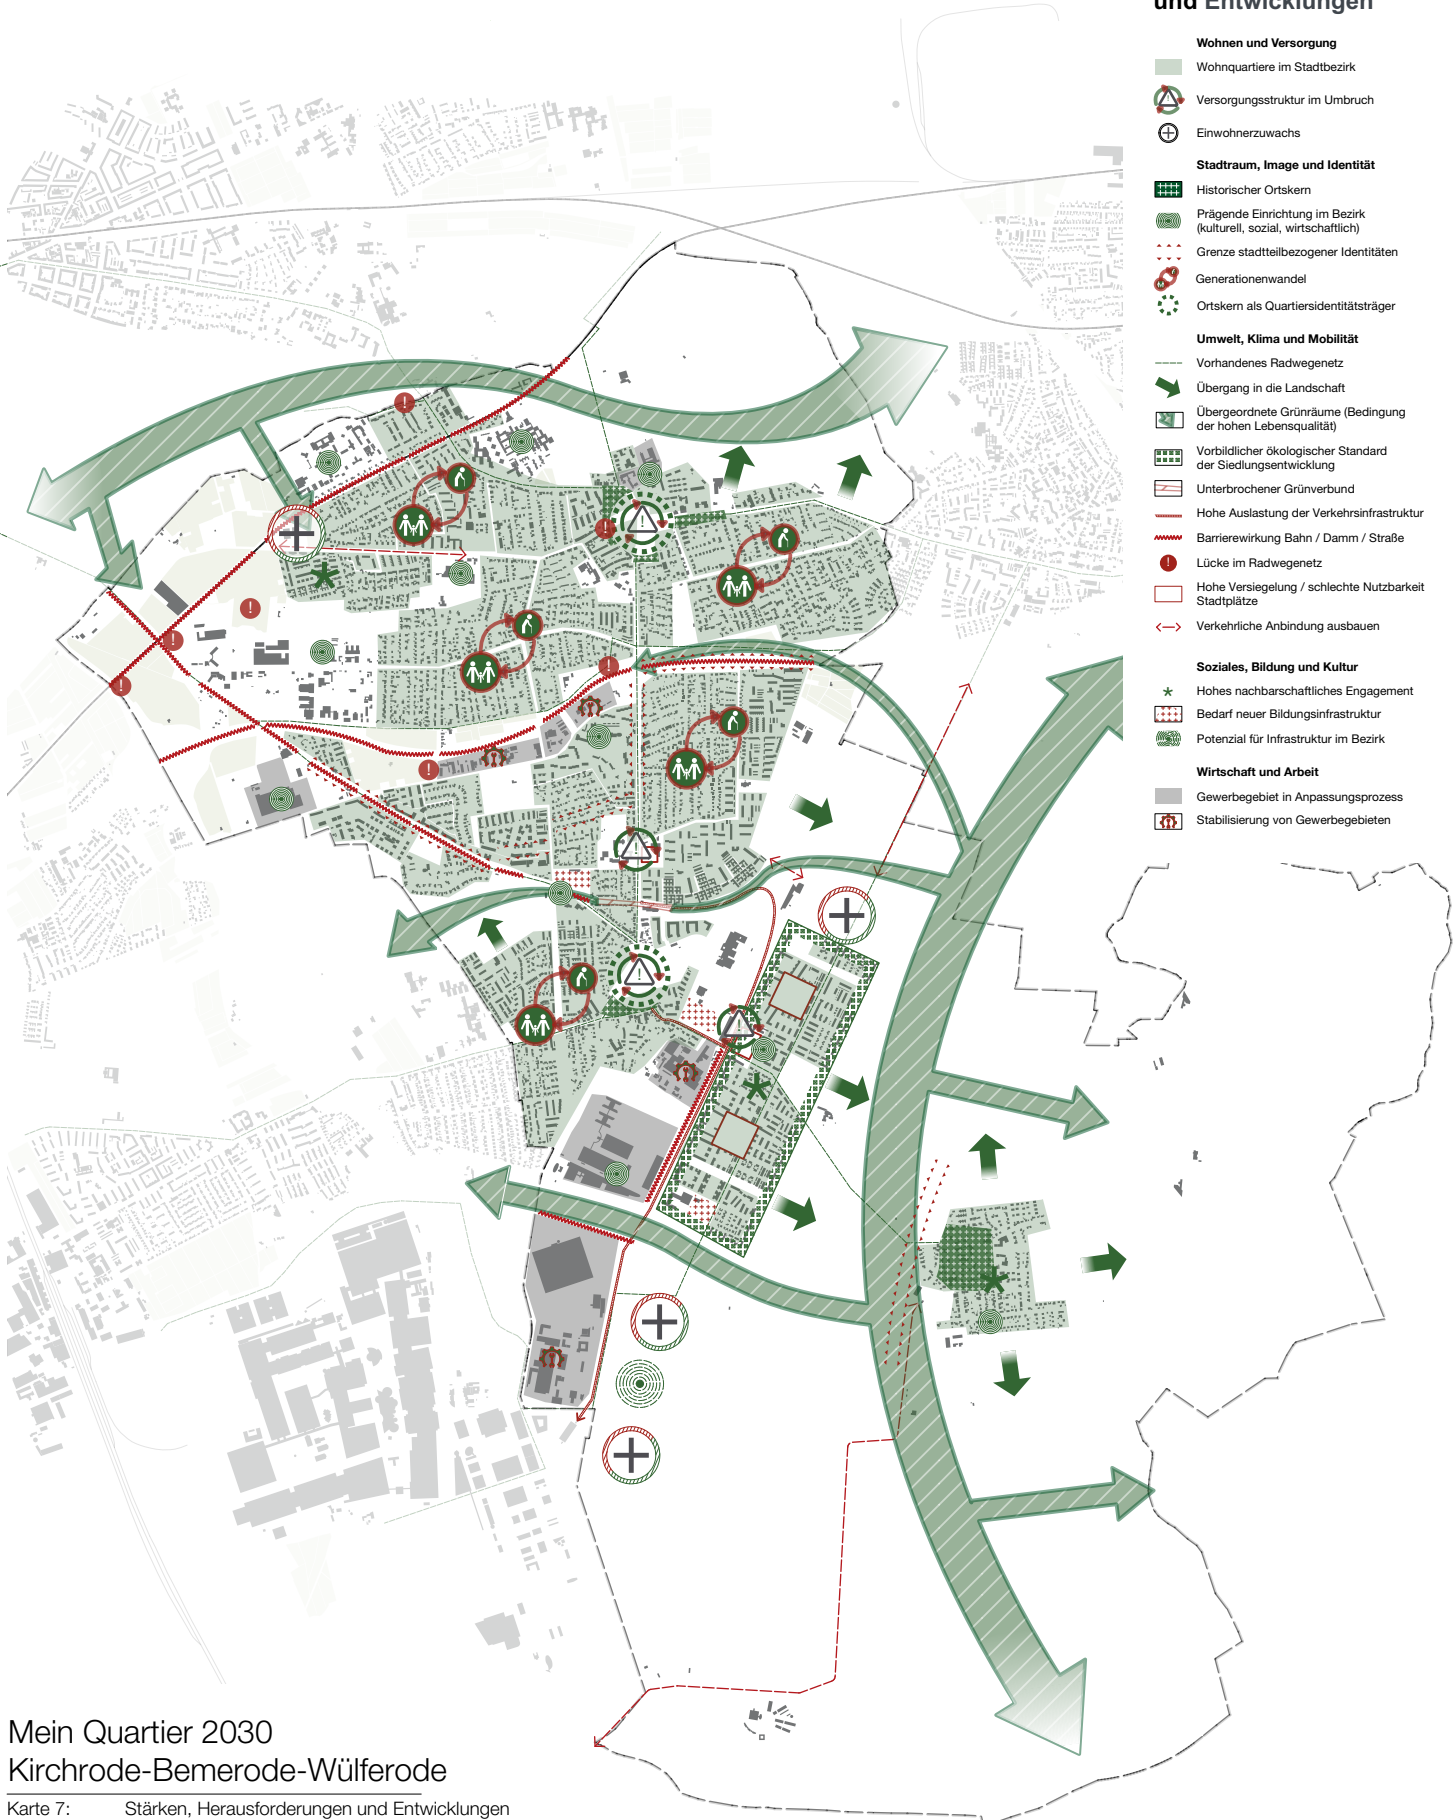 und Entwicklungen
Wohnen und Versorgung
Wohnquartiere im Stadtbezirk
Versorgungsstruktur im Umbruch
Einwohnerzuwachs
Stadtraum, Image und Identität
Historischer Ortskern
Prägende Einrichtung im Bezirk
(kulturell, sozial, wirtschaftlich)
Grenze stadtteilbezogener Identitäten
Generationenwandel
Ortskern als Quartiersidentitätsträger
Umwelt, Klima und Mobilität
Vorhandenes Radwegenetz
Übergang in die Landschaft
Übergeordnete Grünräume (Bedingung
der hohen Lebensqualität)
Vorbildlicher ökologischer Standard
der Siedlungsentwicklung
Unterbrochener Grünverbund
Hohe Auslastung der Verkehrsinfrastruktur
Barrierewirkung Bahn / Damm / Straße
Lücke im Radwegenetz
Hohe Versiegelung / schlechte Nutzbarkeit
Stadtplätze
Verkehrliche Anbindung ausbauen
Soziales, Bildung und Kultur
Hohes nachbarschaftliches Engagement
Bedarf neuer Bildungsinfrastruktur
Potenzial für Infrastruktur im Bezirk
Wirtschaft und Arbeit
Gewerbegebiet in Anpassungsprozess
Stabilisierung von Gewerbegebieten
Mein Quartier 2030
Kirchrode-Bemerode-Wülferode
Karte 7: Stärken, Herausforderungen und Entwicklungen